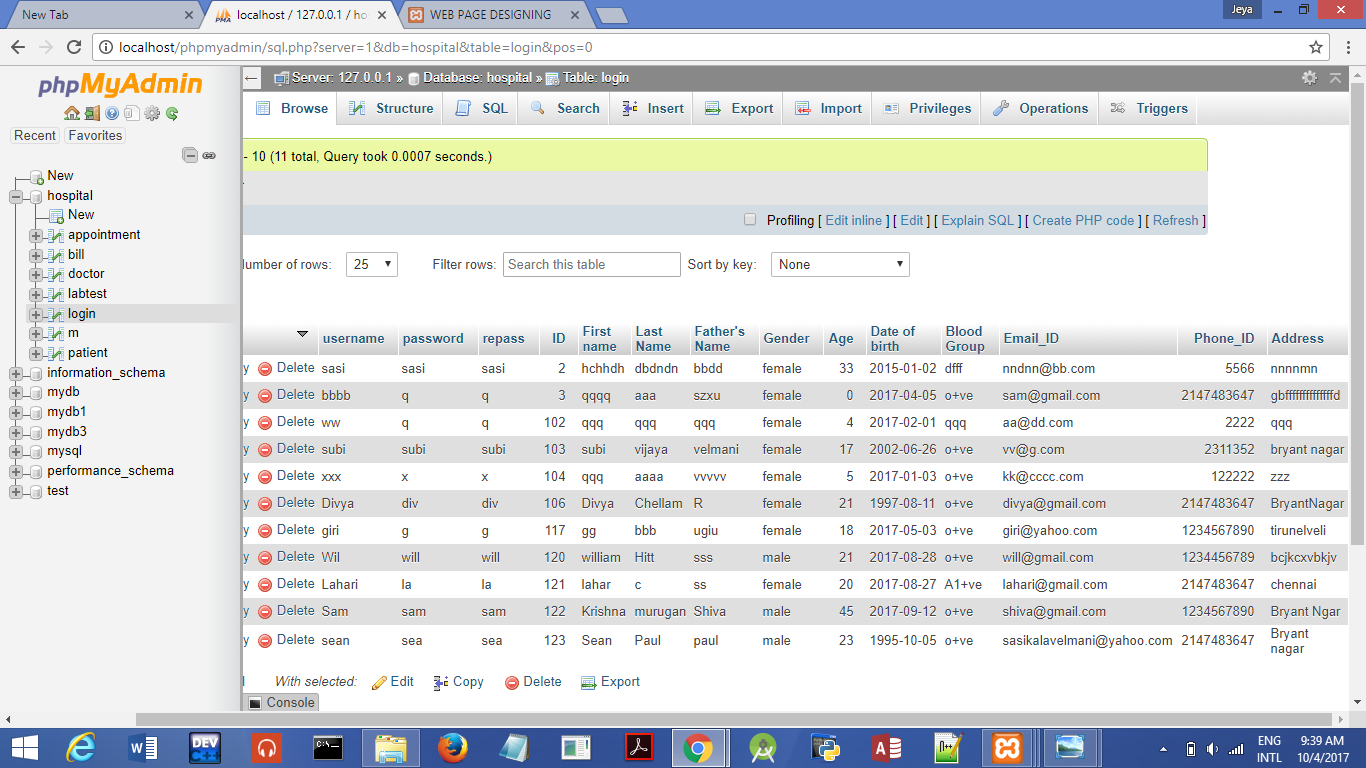 New Tab
localhost / 127.0.0.1 / ho
WEB PAGE DESIGNING
Jeya
localhost/phpmyadmin/sql.php?server=1&db=hospital&table=login&pos=0
phpMyAdmin
Recent Favorites
New
hospital
New
appointment
bill
doctor
labtest
login
m
patient
information_schema
mydb
mydb1
mydb3
mysql
performance_schema
test
Server: 127.0.0.1 » Database: hospital » Table: login
Browse Structure SQL Search Insert Export Import Privileges Operations Triggers
- 10 (11 total, Query took 0.0007 seconds.)
Profiling [ Edit inline ] [ Edit ] [ Explain SQL ] [ Create PHP code ] [ Refresh ]
umber of rows: 25 Filter rows: Search this table Sort by key: None
username password repass ID First name Last Name Father's Name Gender Age Date of birth Blood Group Email_ID Phone_ID Address
y Delete sasi sasi sasi 2 hchhdh dbdndn bbdd female 33 2015-01-02 dfff nndnn@bb.com 5566 nnnnmn
y Delete bbbb q q 3 qqqq aaa szxu female 0 2017-04-05 o+ve sam@gmail.com 2147483647 gbfffffffffffffd
y Delete ww q q 102 qqq qqq qqq female 4 2017-02-01 qqq aa@dd.com 2222 qqq
y Delete subi subi subi 103 subi vijaya velmani female 17 2002-06-26 o+ve vv@g.com 2311352 bryant nagar
y Delete xxx x x 104 qqq aaaa vvvvv female 5 2017-01-03 o+ve kk@cccc.com 122222 zzz
y Delete Divya div div 106 Divya Chellam R female 21 1997-08-11 o+ve divya@gmail.com 2147483647 BryantNagar
y Delete giri g g 117 gg bbb ugiu female 18 2017-05-03 o+ve giri@yahoo.com 1234567890 tirunelveli
y Delete Wil will will 120 william Hitt sss male 21 2017-08-28 o+ve will@gmail.com 1234456789 bcjkcxvbkjv
y Delete Lahari la la 121 lahar c ss female 20 2017-08-27 A1+ve lahari@gmail.com 2147483647 chennai
y Delete Sam sam sam 122 Krishna murugan Shiva male 45 2017-09-12 o+ve shiva@gmail.com 1234567890 Bryant Ngar
y Delete sean sea sea 123 Sean Paul paul male 23 1995-10-05 o+ve sasikalavelmani@yahoo.com 2147483647 Bryant nagar
With selected: Edit Copy Delete Export
Console
DEV C++
ENG 9:39 AM
INTL 10/4/2017